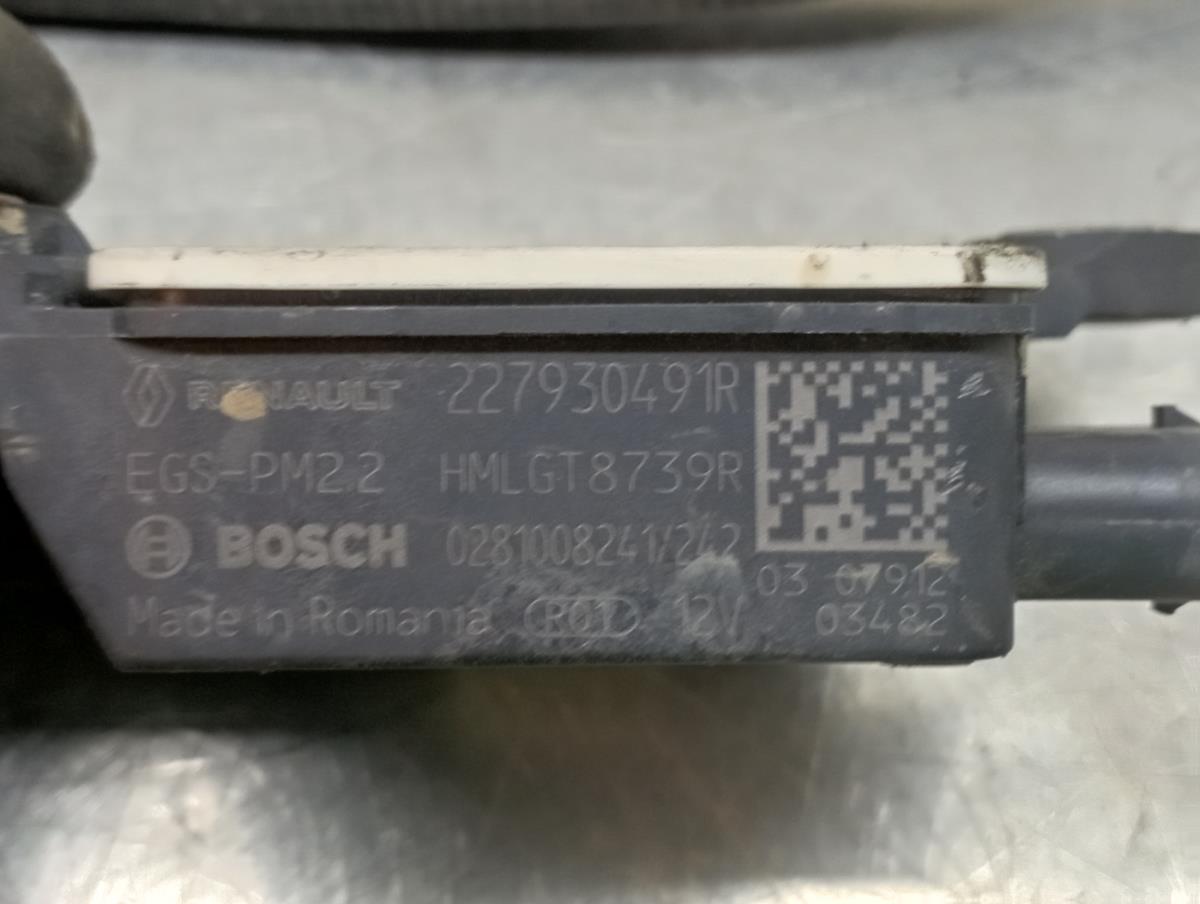 RENAULT 227930491R
EGS-PM2.2 HMLGT8739R
BOSCH 0281008241/242
03 07912
Made in Romania RO1 12V 03482